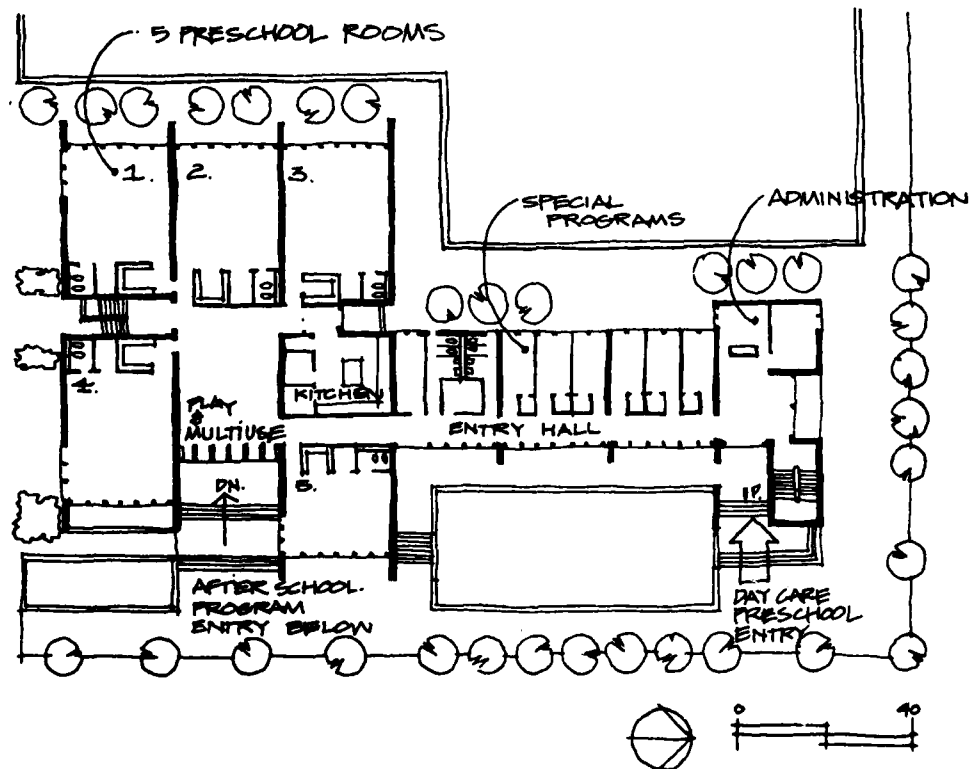 5 PRESCHOOL ROOMS
1.
2.
3.
SPECIAL
PROGRAMS
ADMINISTRATION
4.
KITCHEN
PLAY
&
MULTIUSE
ENTRY HALL
5.
DN.
UP.
AFTER SCHOOL
PROGRAM
ENTRY BELOW
DAY CARE
PRESCHOOL
ENTRY
0
40